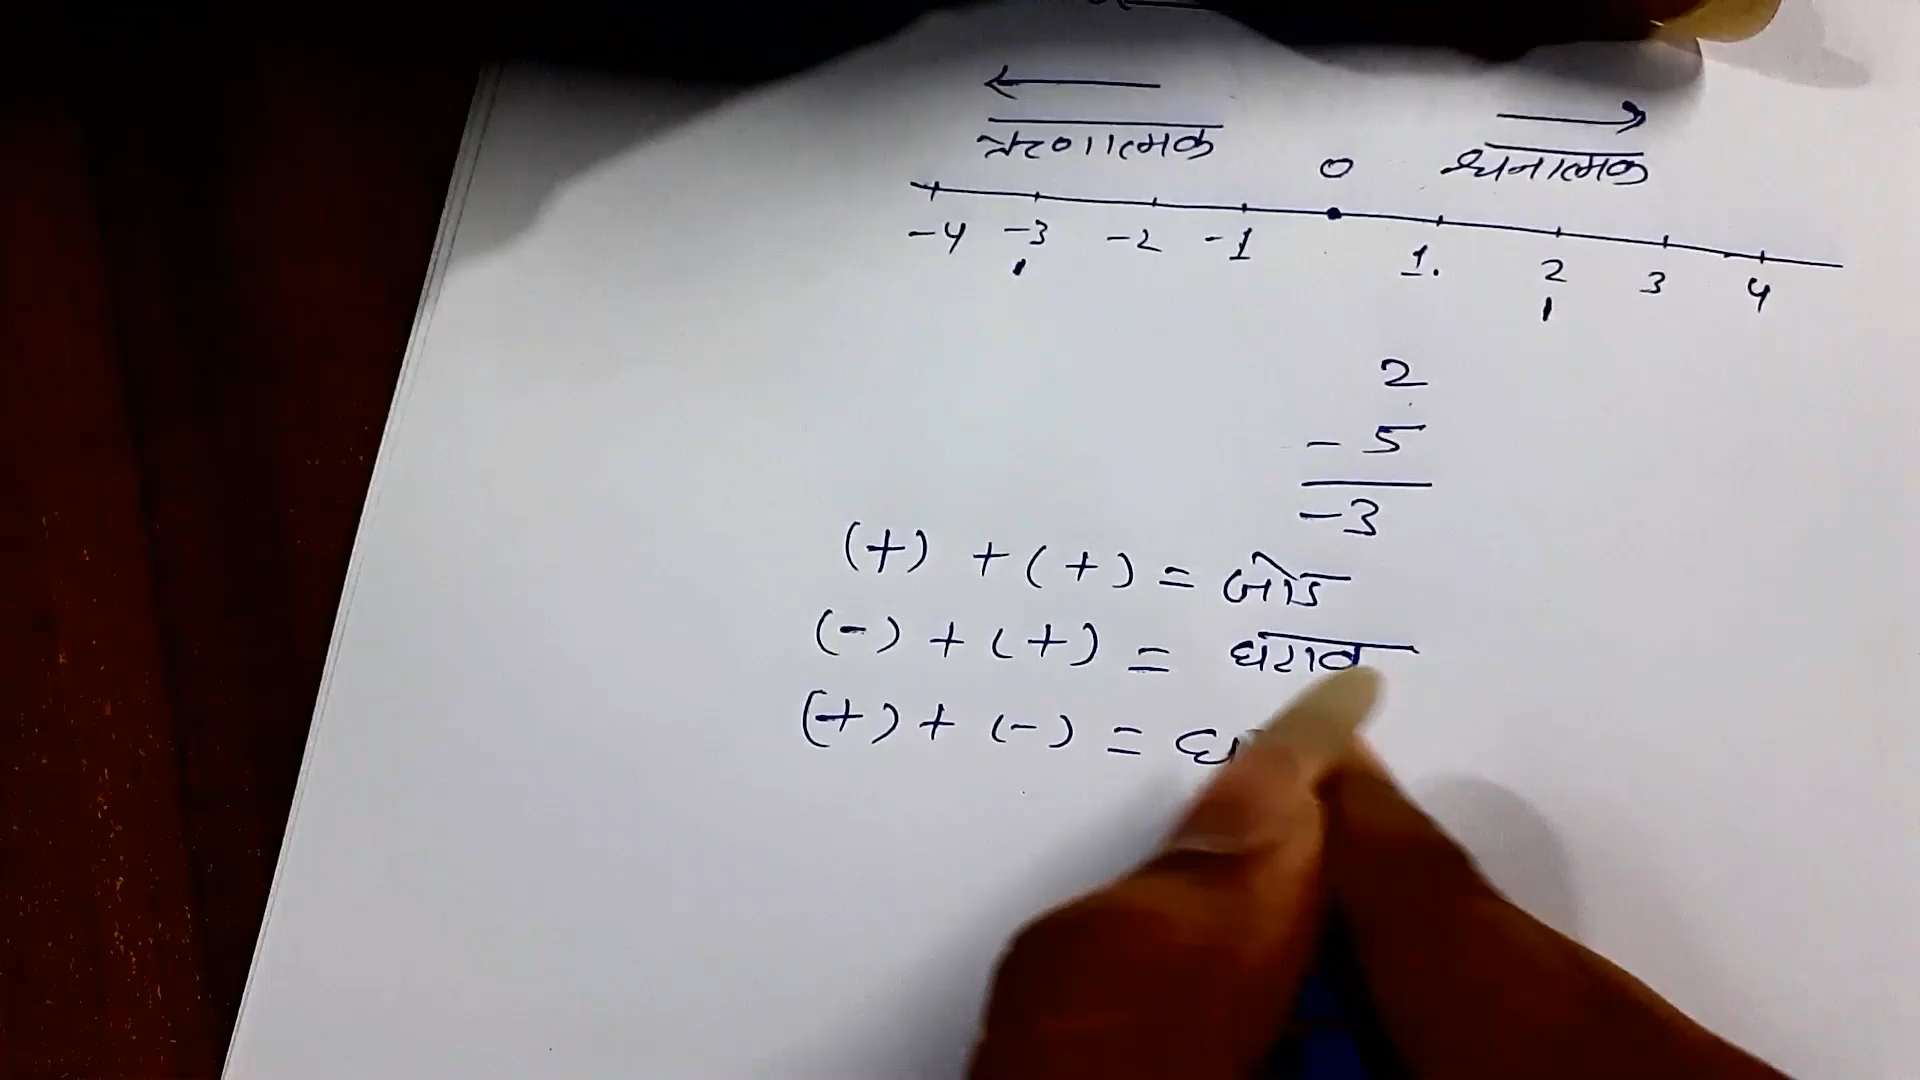 ऋणात्मक 0 धनात्मक
-4 -3 -2 -1 1 2 3 4
2
- 5
-3
(+) + (+) = जोड
(-) + (+) = घटाव
(+) + (-) =